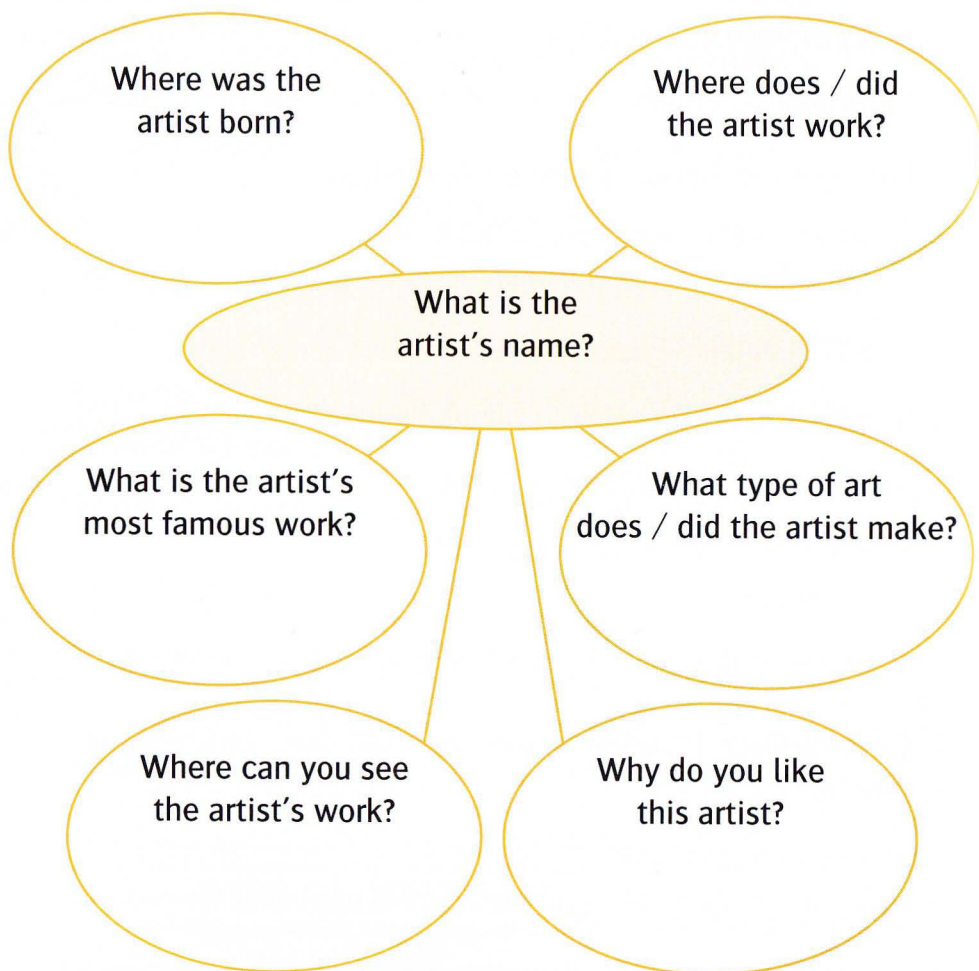 Where was the
artist born?
Where does / did
the artist work?
What is the
artist's name?
What is the artist's
most famous work?
What type of art
does / did the artist make?
Where can you see
the artist's work?
Why do you like
this artist?